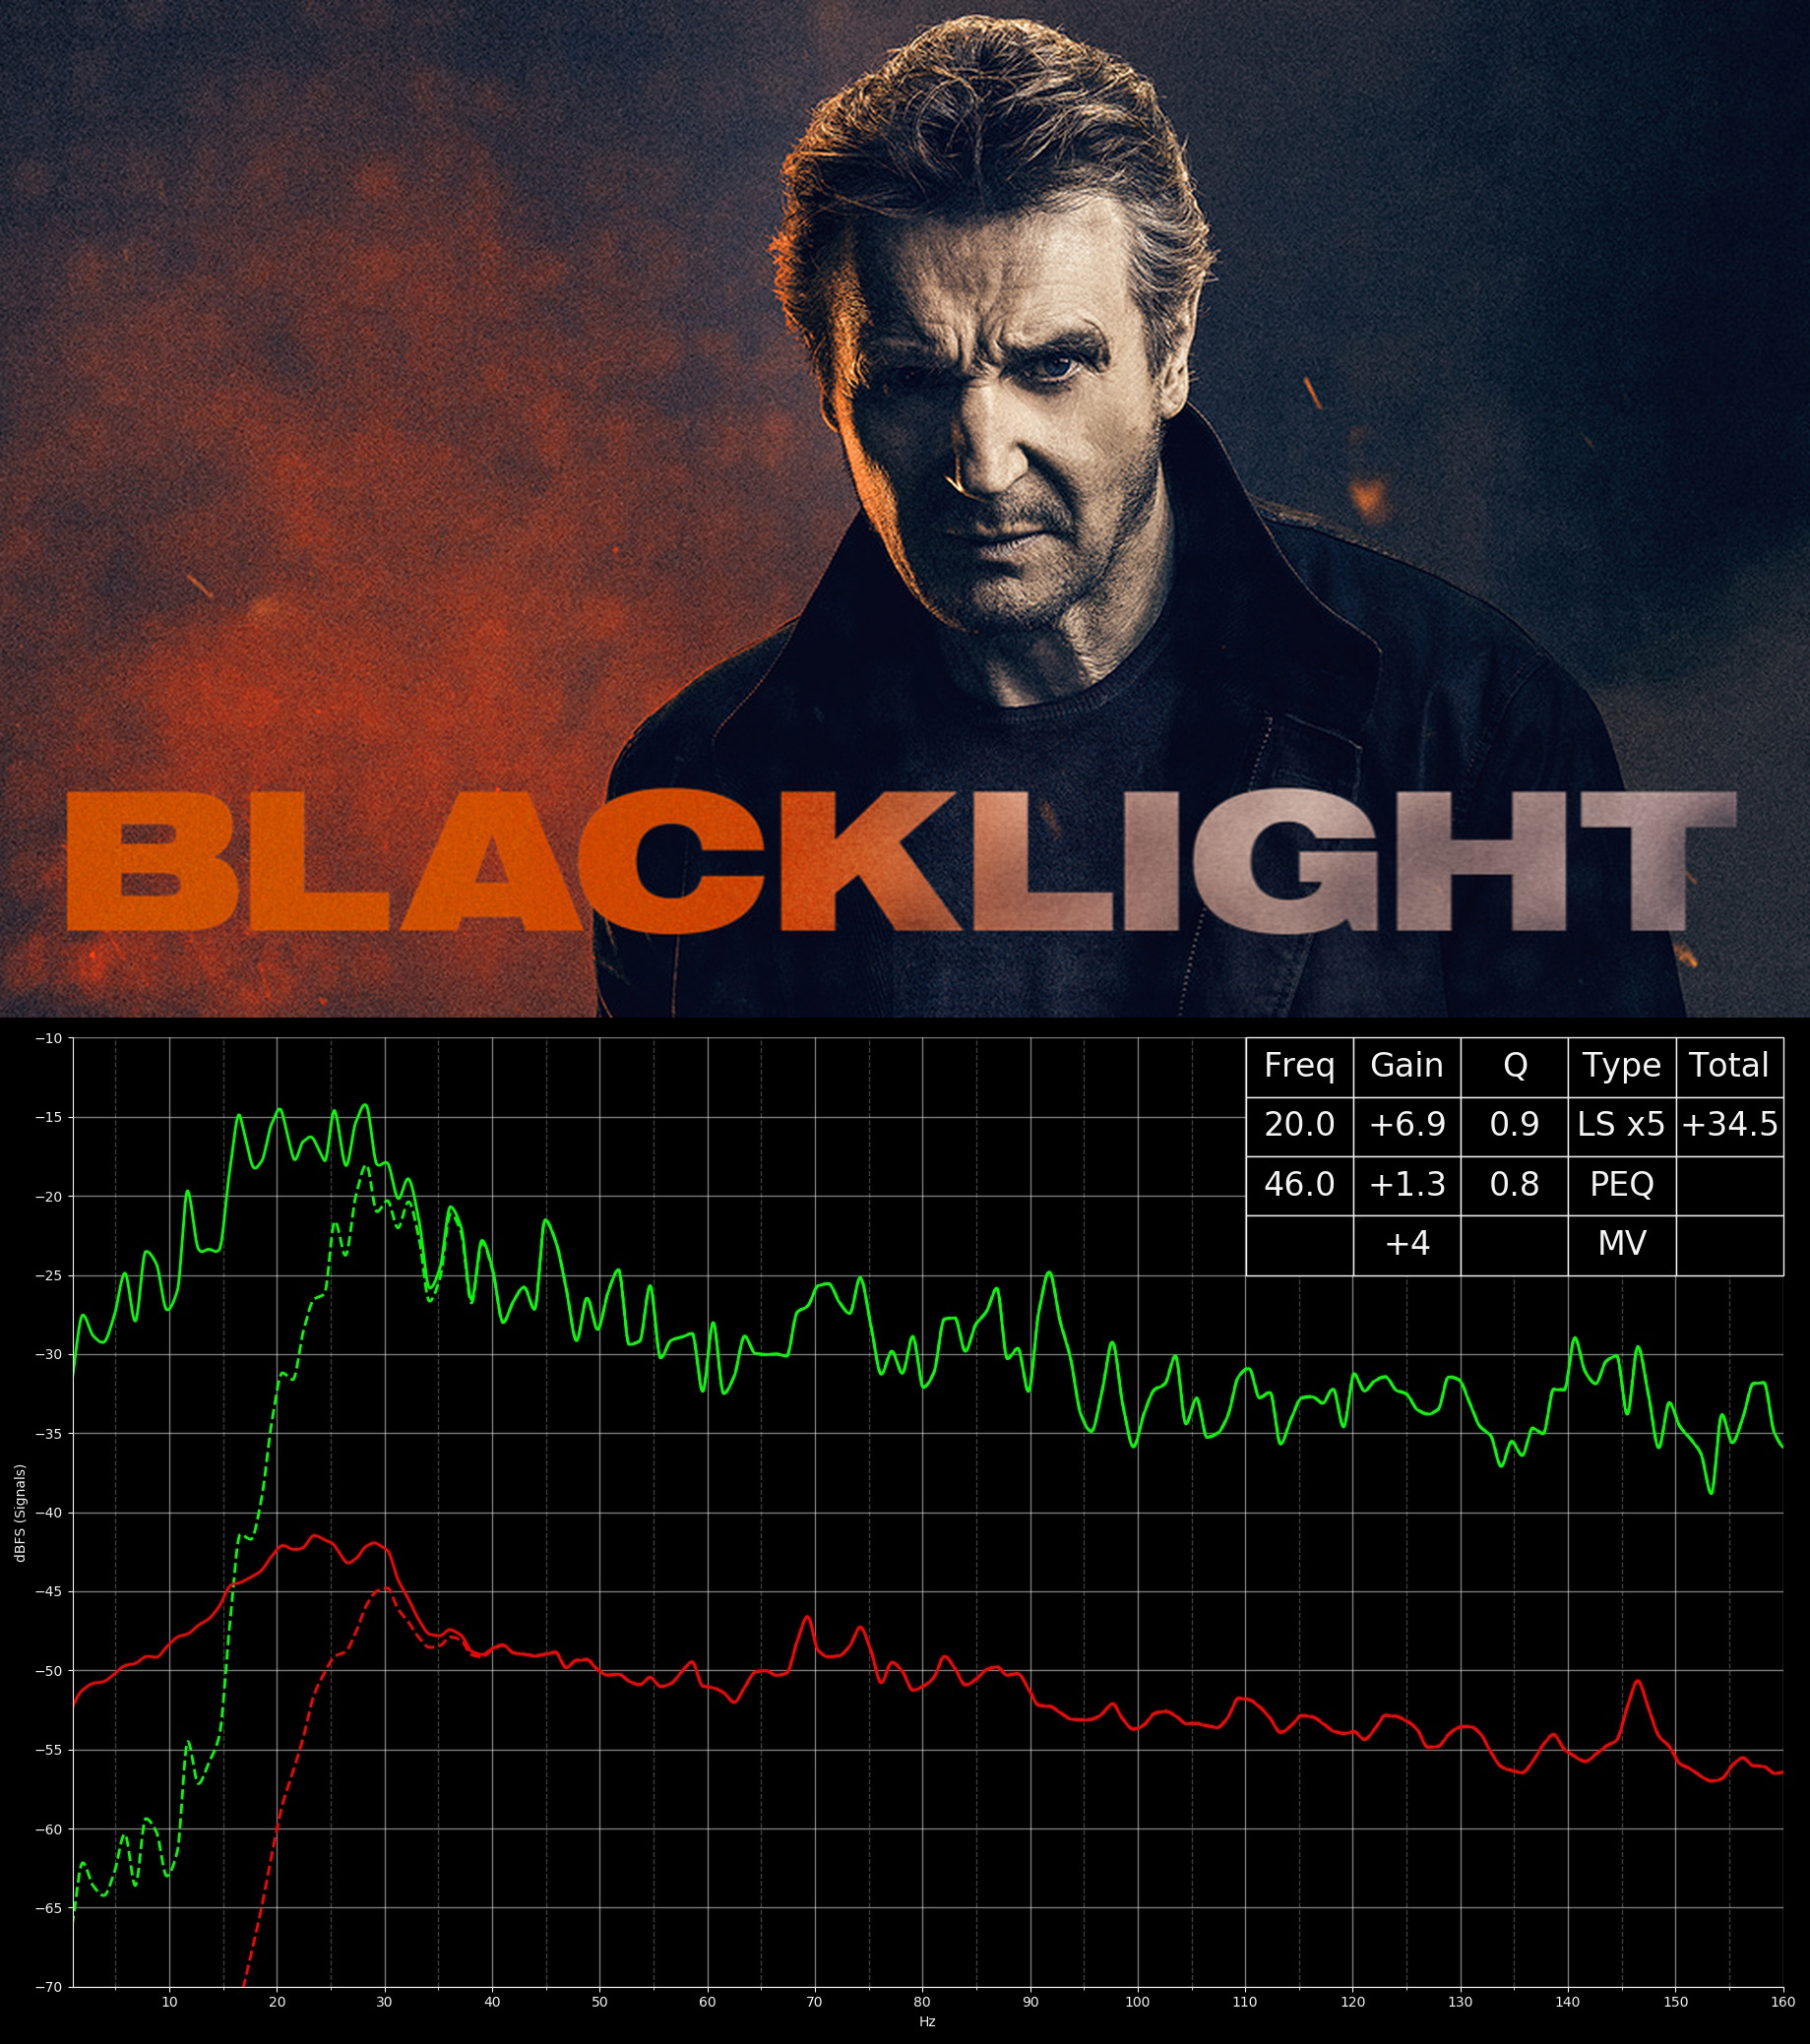 BLACKLIGHT
Freq Gain Q Type Total
20.0 +6.9 0.9 LS x5 +34.5
46.0 +1.3 0.8 PEQ
+4 MV
−10
−15
−20
−25
−30
−35
−40
−45
−50
−55
−60
−65
−70
dBFS (Signals)
10 20 30 40 50 60 70 80 90 100 110 120 130 140 150 160
Hz